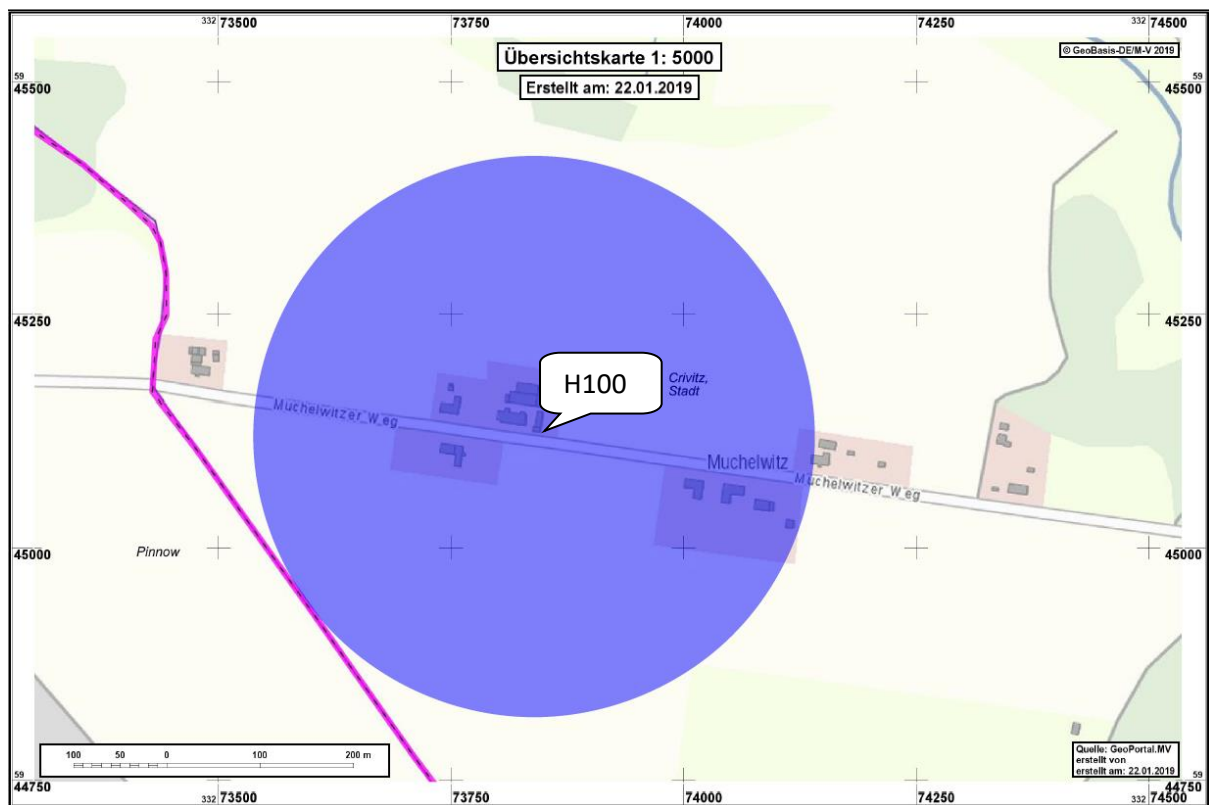 332 73500
73750
74000
74250
332 74500
Übersichtskarte 1: 5000
© GeoBasis-DE/M-V 2019
Erstellt am: 22.01.2019
59
45500
59
45500
45250
45250
H100
Crivitz,
Stadt
Muchelwitzer Weg
Muchelwitz
Muchelwitzer Weg
45000
Pinnow
45000
100 50 0 100 200 m
Quelle: GeoPortal.MV
erstellt von
erstellt am: 22.01.2019
59
44750
59
44750
332 73500
73750
74000
74250
332 74500